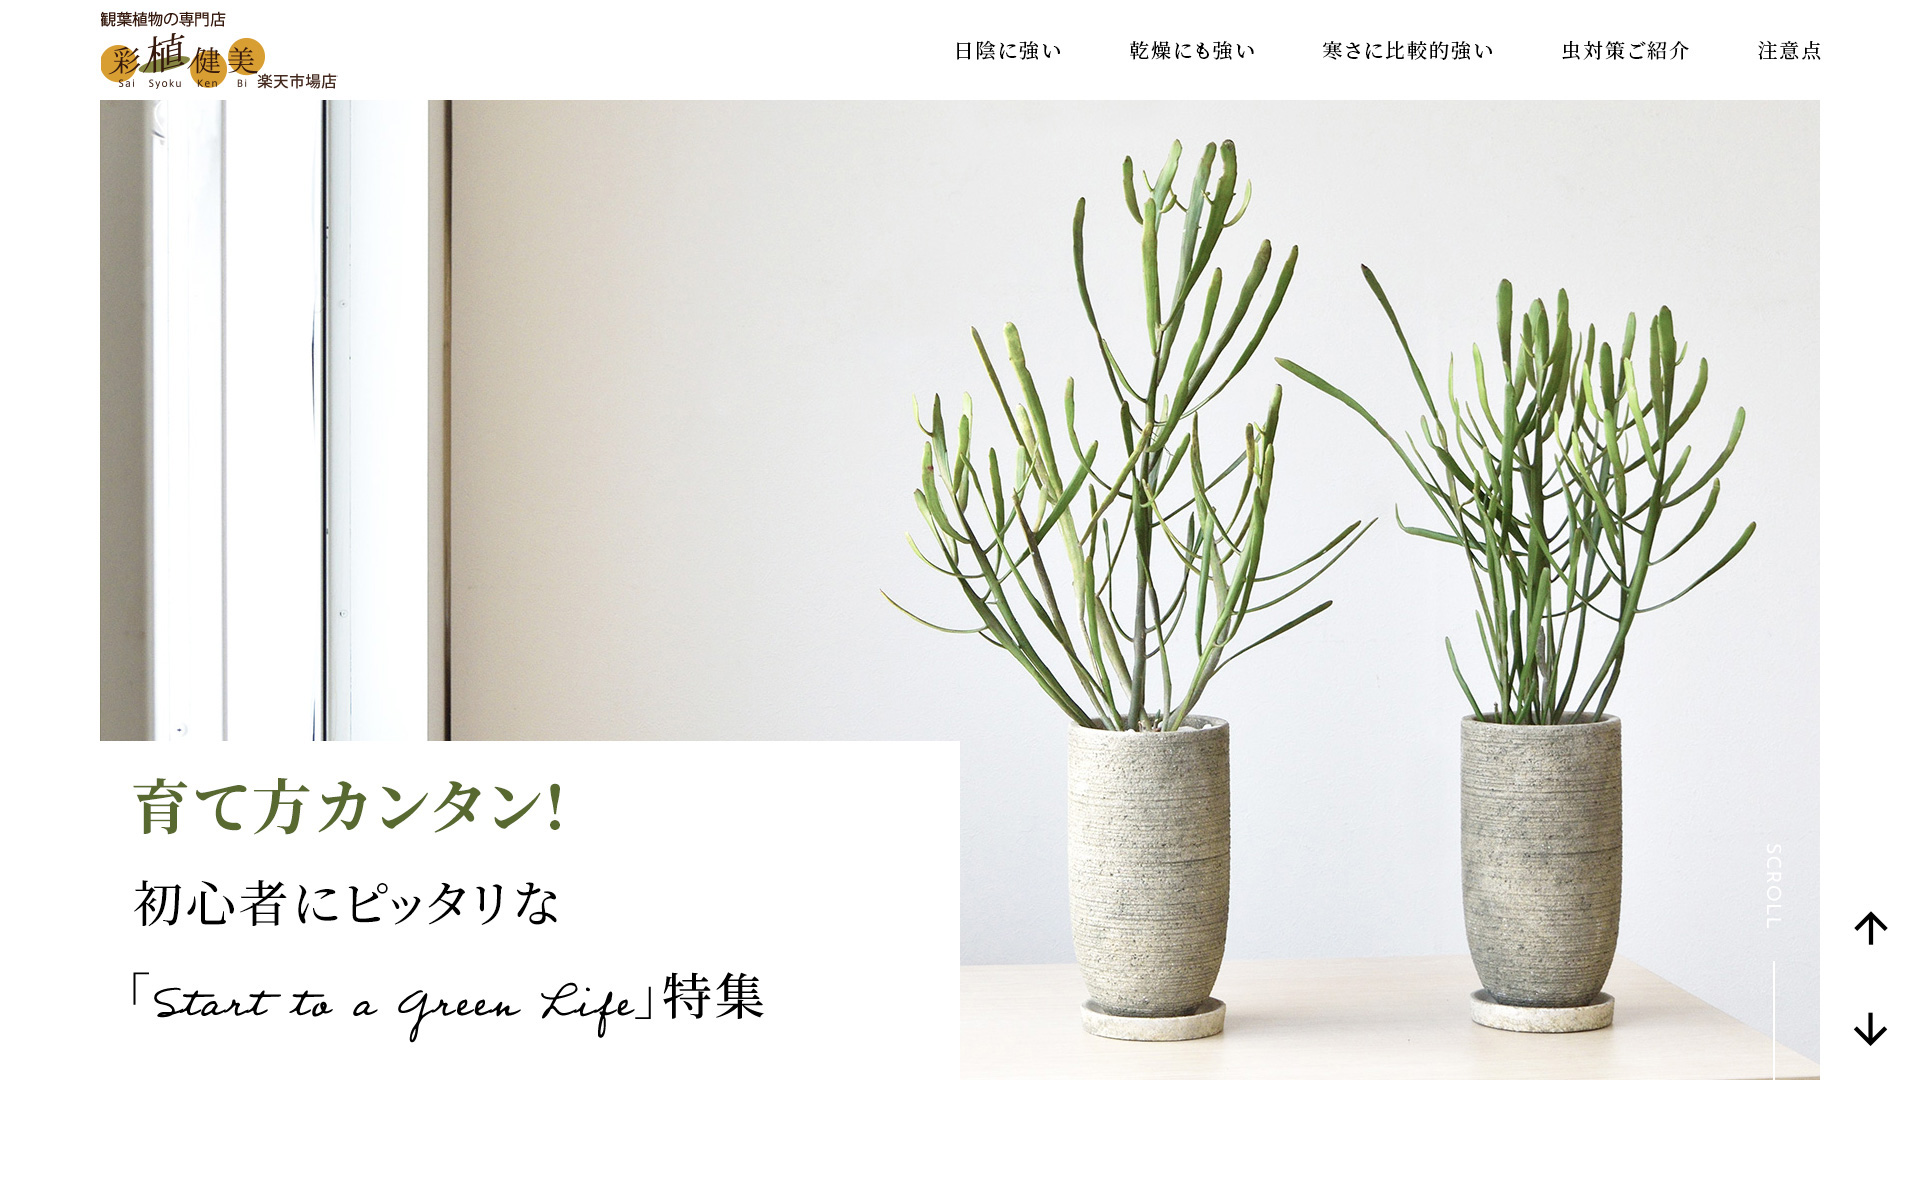 観葉植物の専門店
彩植健美
Sai Syoku Ken Bi
楽天市場店
日陰に強い
乾燥にも強い
寒さに比較的強い
虫対策ご紹介
注意点
育て方カンタン!
初心者にピッタリな
「Start to a Green Life」特集
SCROLL